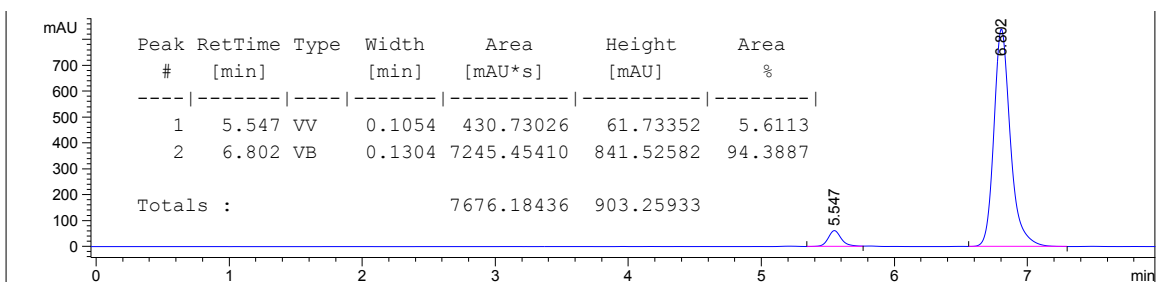 mAU
Peak RetTime Type Width Area Height Area
# [min] [min] [mAU*s] [mAU] %
----|-------|----|-------|----------|----------|--------|
1 5.547 VV 0.1054 430.73026 61.73352 5.6113
2 6.802 VB 0.1304 7245.45410 841.52582 94.3887
Totals : 7676.18436 903.25933
700
600
500
400
300
200
100
0
5.547
6.802
0 1 2 3 4 5 6 7 min